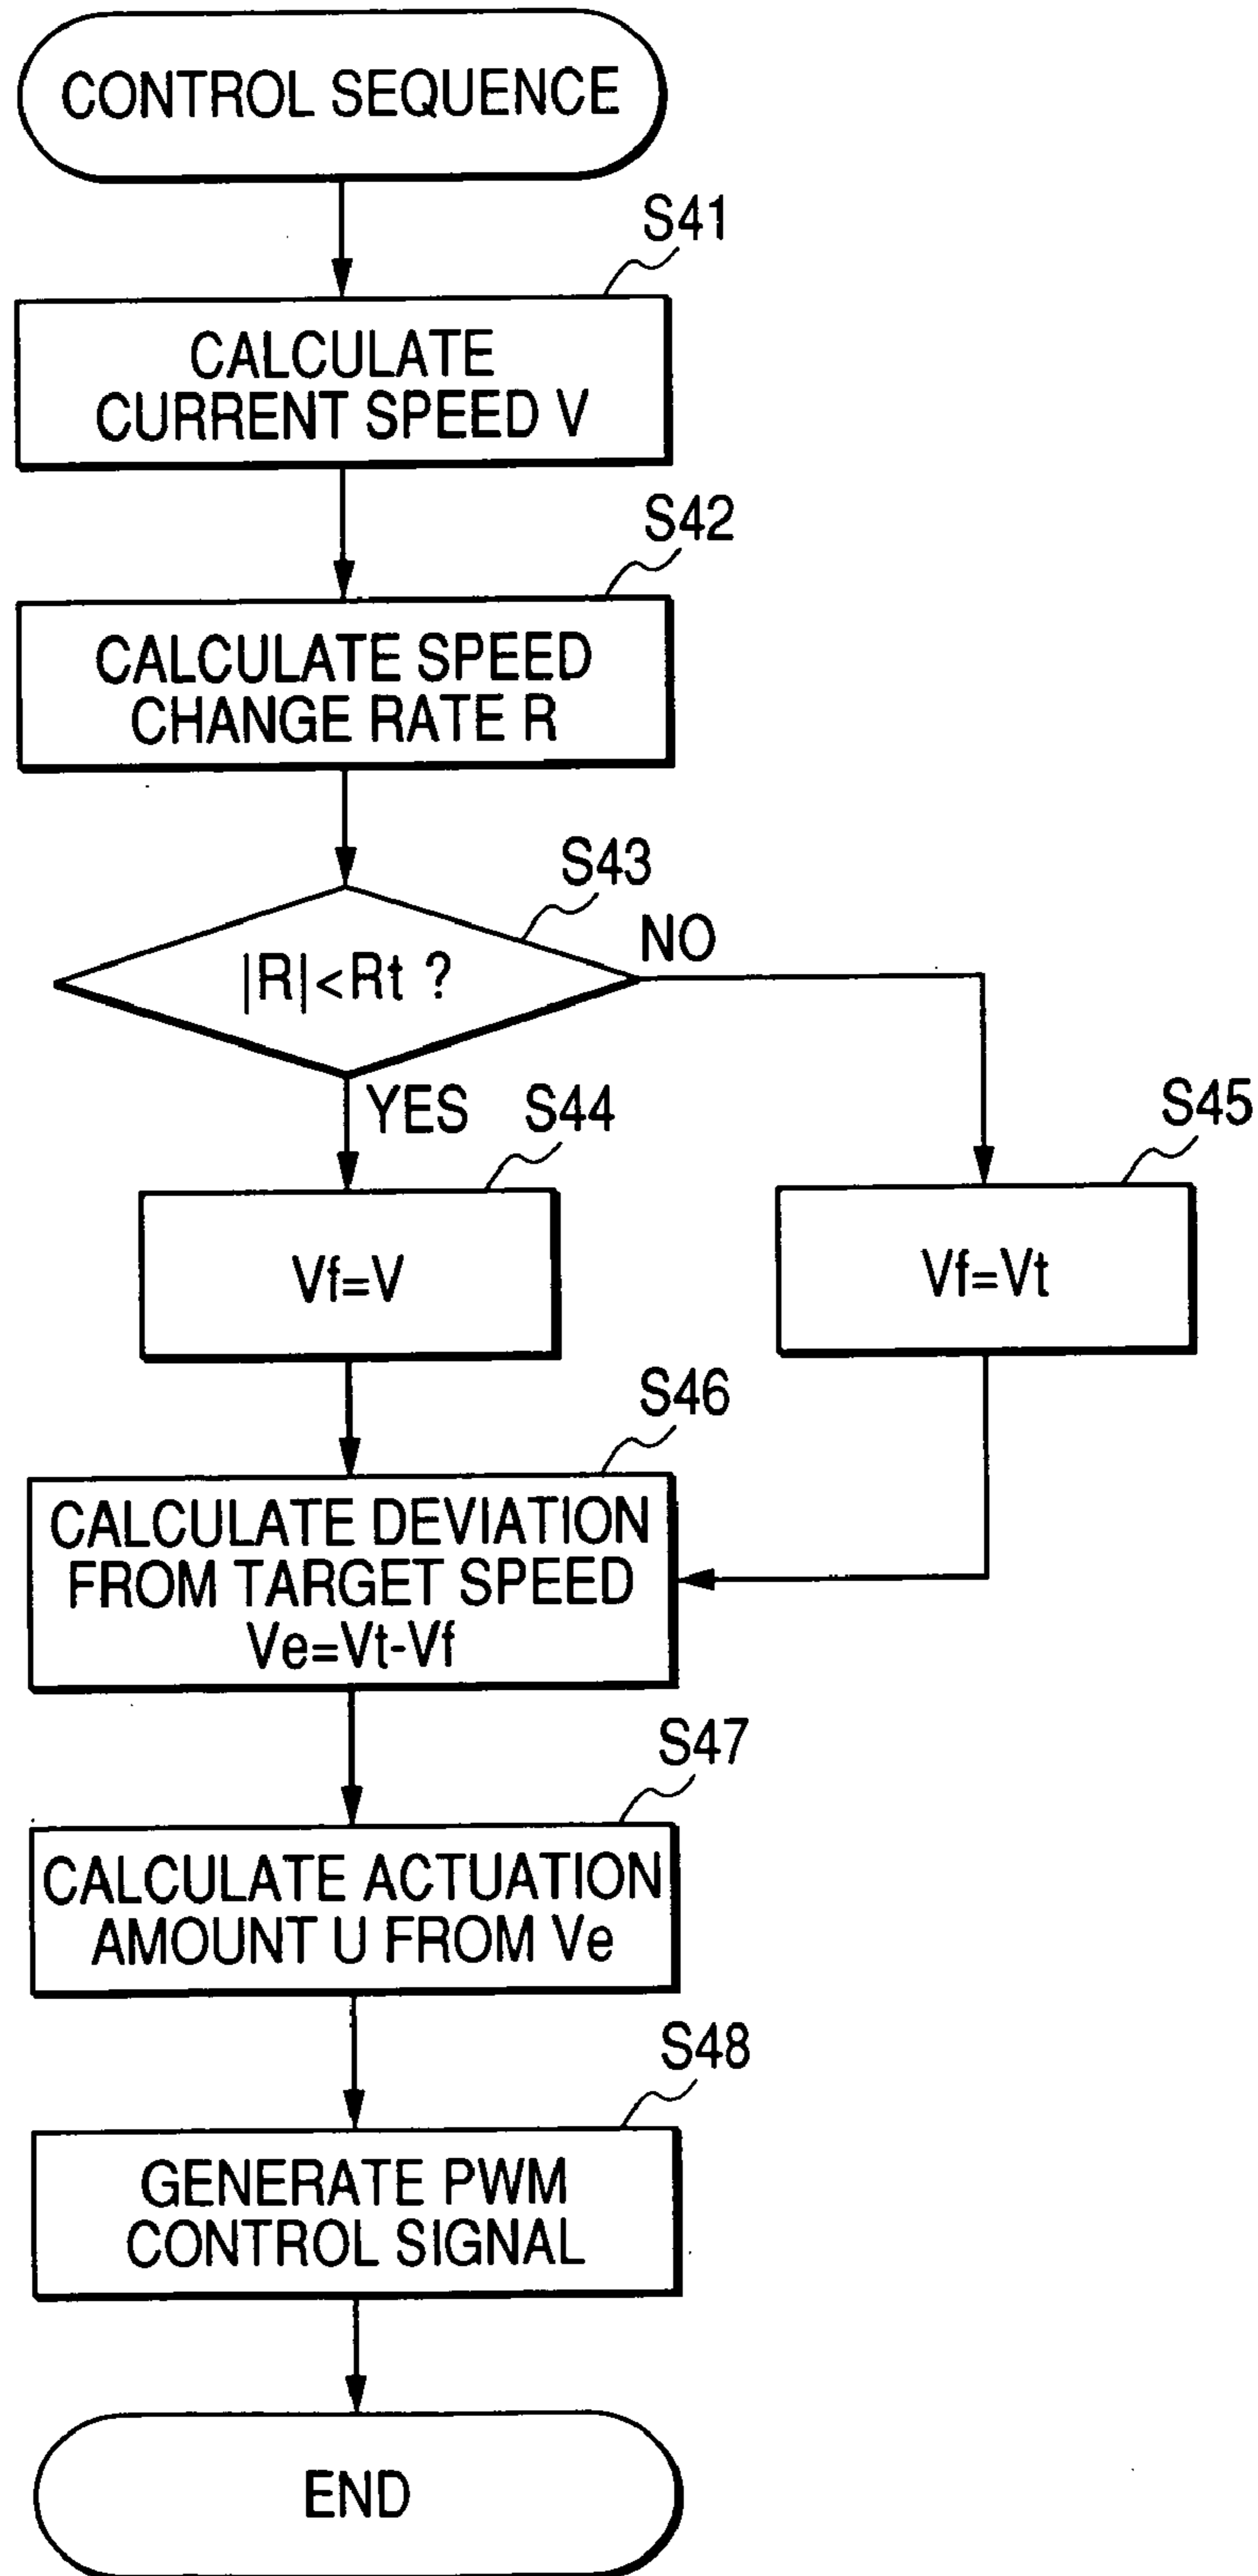 CONTROL SEQUENCE
S41
CALCULATE
CURRENT SPEED V
S42
CALCULATE SPEED
CHANGE RATE R
S43
|R|<Rt ?
NO
YES
S44
S45
Vf=V
Vf=Vt
S46
CALCULATE DEVIATION
FROM TARGET SPEED
Ve=Vt-Vf
S47
CALCULATE ACTUATION
AMOUNT U FROM Ve
S48
GENERATE PWM
CONTROL SIGNAL
END